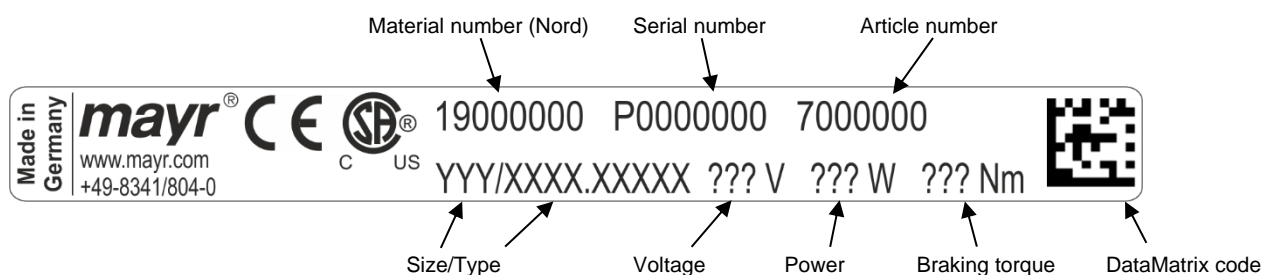 Material number (Nord) Serial number Article number
Made in
Germany
mayr® CE C SA® US
www.mayr.com
+49-8341/804-0
19000000 P0000000 7000000
YYY/XXXX.XXXXX ??? V ??? W ??? Nm
Size/Type Voltage Power Braking torque DataMatrix code